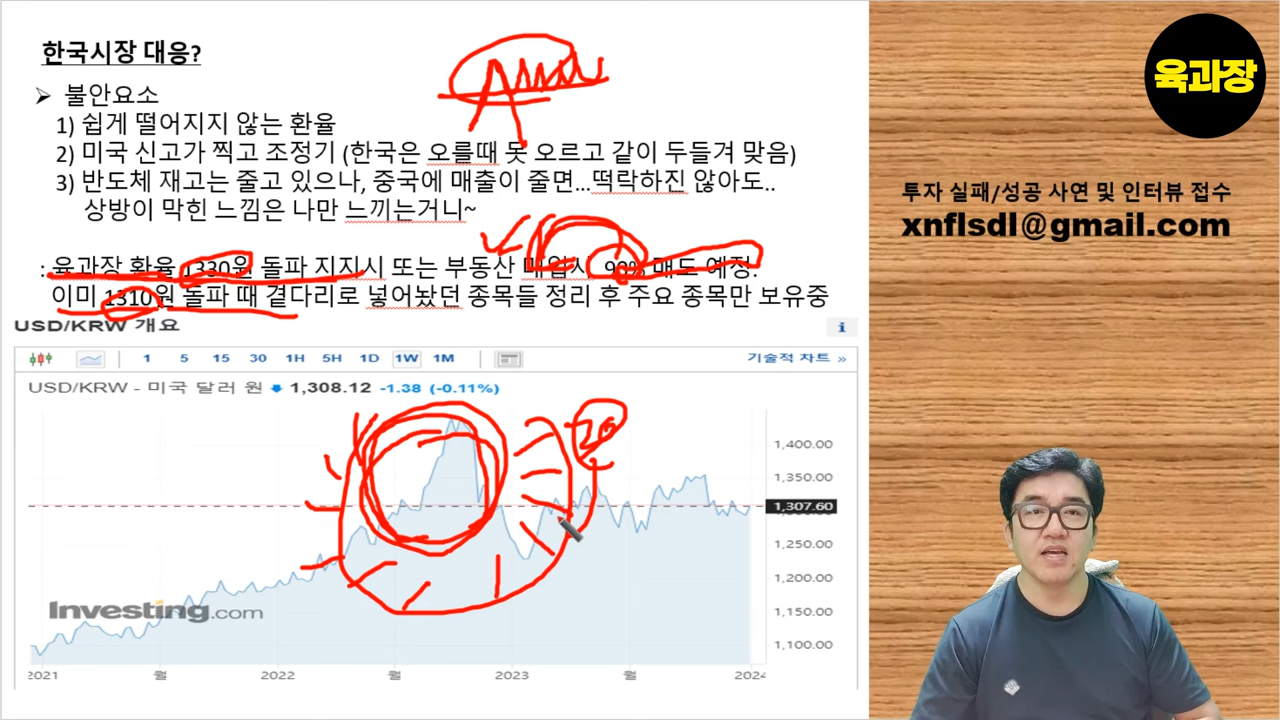 한국시장 대응?
육과장
➢ 불안요소
1) 쉽게 떨어지지 않는 환율
2) 미국 신고가 찍고 조정기 (한국은 오를때 못 오르고 같이 두들겨 맞음)
3) 반도체 재고는 줄고 있으나, 중국에 매출이 줄면...떡락하진 않아도..
상방이 막힌 느낌은 나만 느끼는거니~
투자 실패/성공 사연 및 인터뷰 접수
xnflsdl@gmail.com
: 육과장 환율 1330원 돌파 지지시 또는 부동산 매입시 90% 매도 예정.
이미 1310원 돌파 때 곁다리로 넣어놨던 종목들 정리 후 주요 종목만 보유중
USD/KRW 개요
i
1 5 15 30 1H 5H 1D 1W 1M 기술적 차트 »
USD/KRW - 미국 달러 원 1,308.12 -1.38 (-0.11%)
20
1,400.00
1,350.00
1,307.60
1,250.00
1,200.00
1,150.00
1,100.00
Investing.com
2021 월 2022 월 2023 월 2024